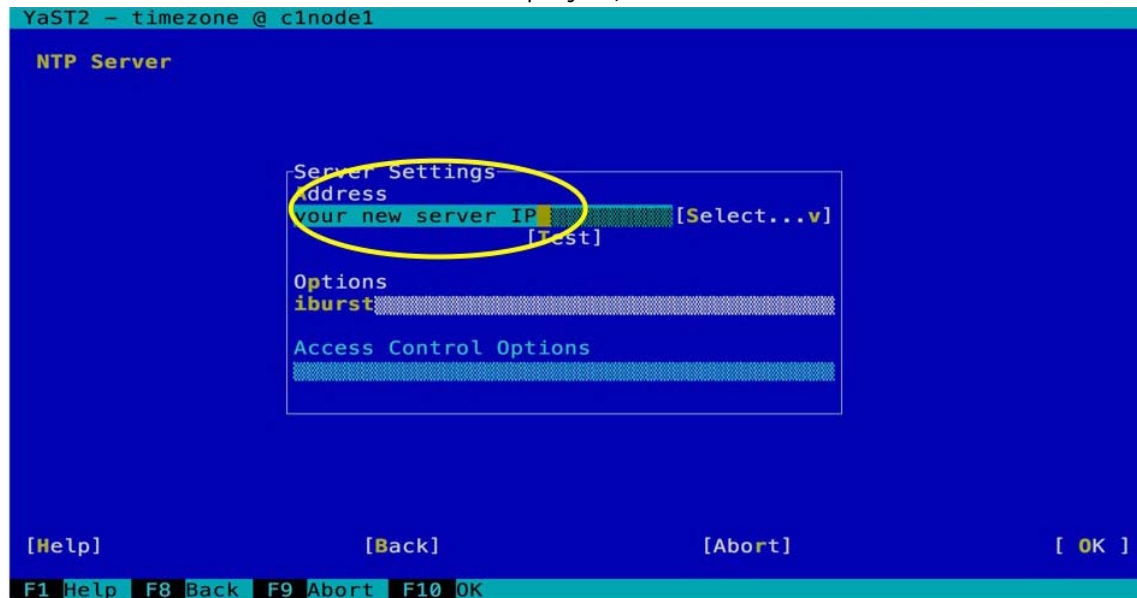 YaST2 – timezone @ c1node1
NTP Server
Server Settings
Address
your new server IP [Select...v]
[Test]
Options
iburst
Access Control Options
[Help] [Back] [Abort] [ OK ]
F1 Help F8 Back F9 Abort F10 OK